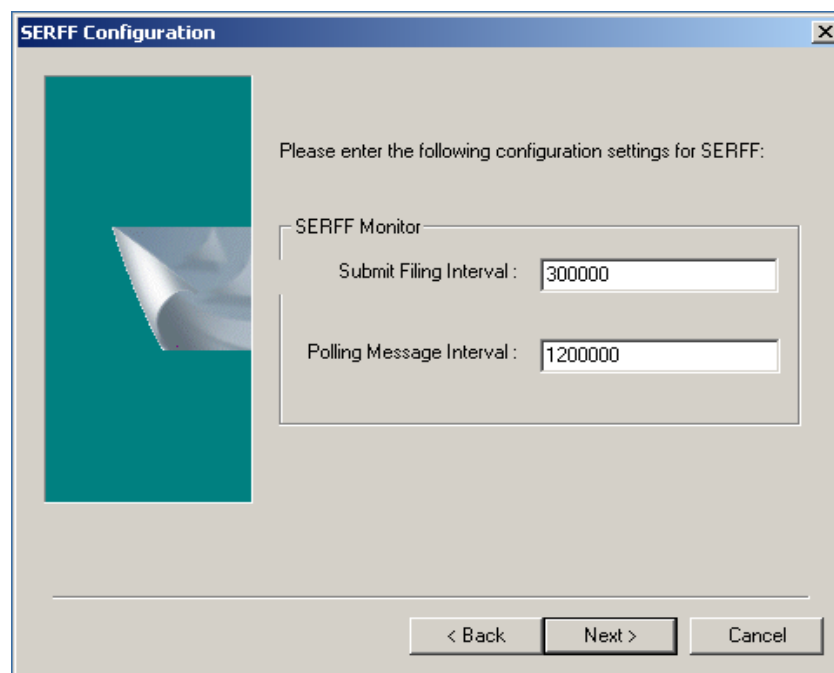 SERFF Configuration
Please enter the following configuration settings for SERFF:
SERFF Monitor
Submit Filing Interval : 300000
Polling Message Interval : 1200000
< Back Next > Cancel